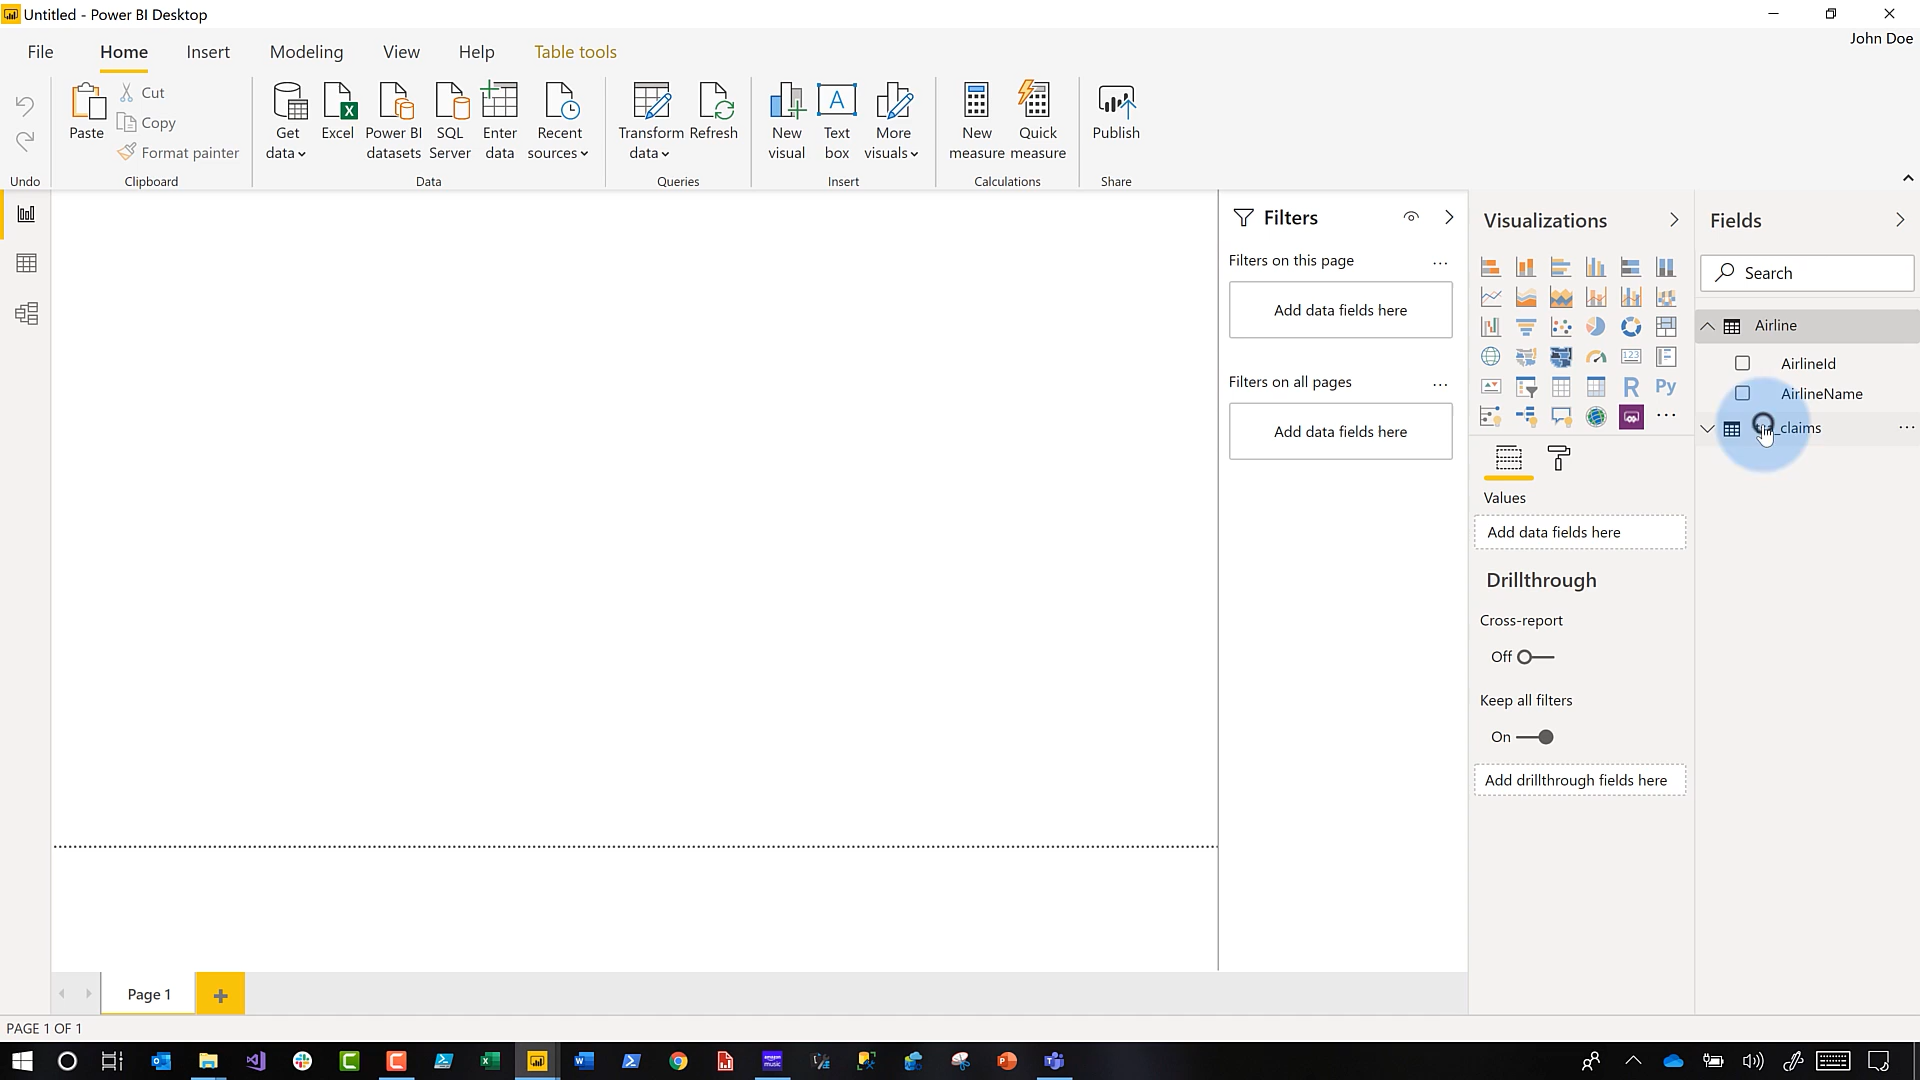 Untitled - Power BI Desktop
John Doe
File Home Insert Modeling View Help Table tools
Paste
Cut
Copy
Format painter
Get data
Excel
Power BI datasets
SQL Server
Enter data
Recent sources
Transform data
Refresh
New visual
A
Text box
More visuals
New measure
Quick measure
Publish
Undo
Clipboard
Data
Queries
Insert
Calculations
Share
Filters
Filters on this page ...
Add data fields here
Filters on all pages ...
Add data fields here
Visualizations
123
R
Py
...
Values
Add data fields here
Drillthrough
Cross-report
Off
Keep all filters
On
Add drillthrough fields here
Fields
Search
Airline
AirlineId
AirlineName
_claims ...
Page 1
+
PAGE 1 OF 1